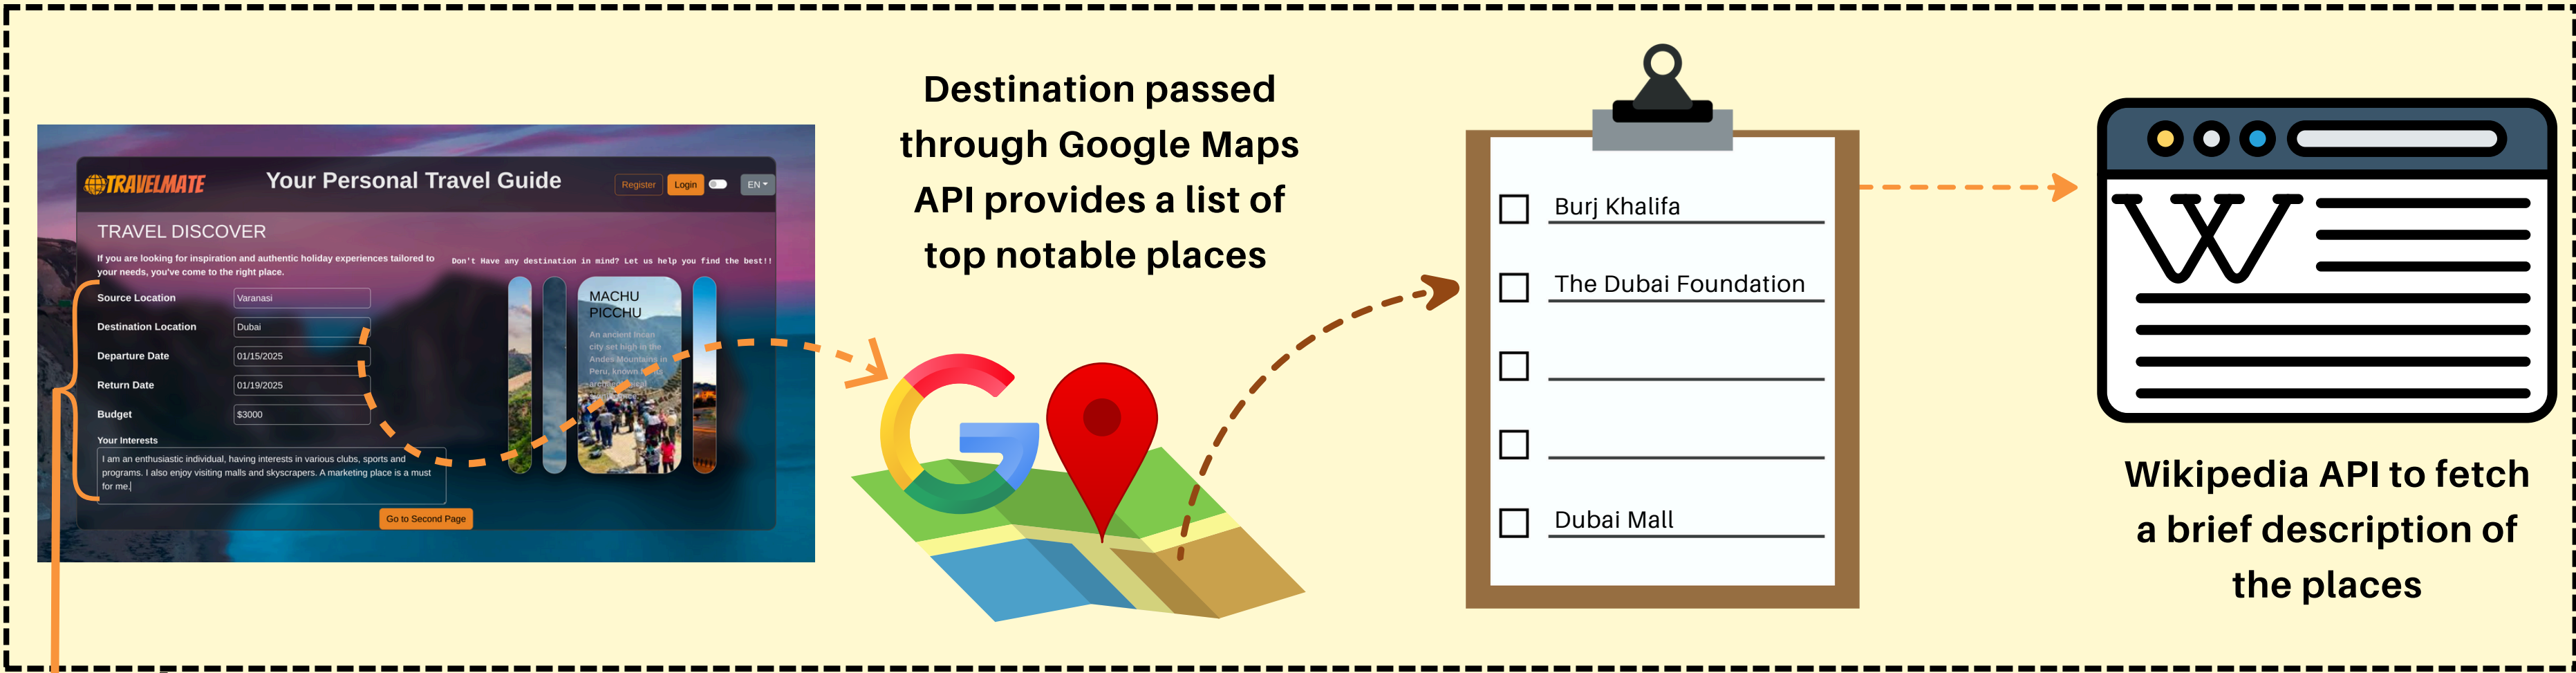 TRAVELMATE
Your Personal Travel Guide
Register
Login
EN
TRAVEL DISCOVER
If you are looking for inspiration and authentic holiday experiences tailored to
your needs, you've come to the right place.
Source Location
Varanasi
Destination Location
Dubai
Departure Date
01/15/2025
Return Date
01/19/2025
Budget
$3000
Your Interests
I am an enthusiastic individual, having interests in various clubs, sports and
programs. I also enjoy visiting malls and skyscrapers. A marketing place is a must
for me.
Go to Second Page
Don't Have any destination in mind? Let us help you find the best!!
MACHU
PICCHU
An ancient Incan
city set high in the
Andes Mountains in
Peru, known
Destination passed
through Google Maps
API provides a list of
top notable places
G
Burj Khalifa
The Dubai Foundation
Dubai Mall
W
Wikipedia API to fetch
a brief description of
the places